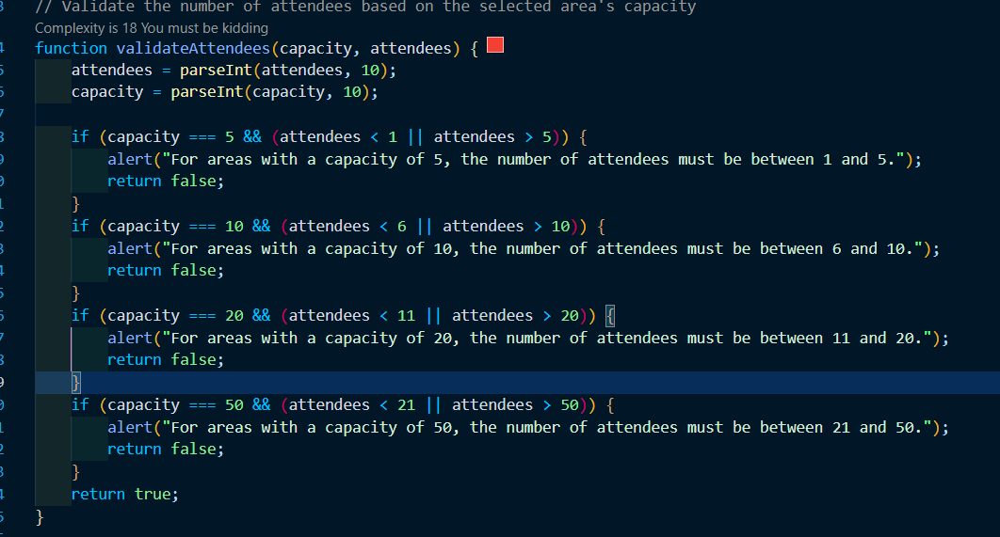 // Validate the number of attendees based on the selected area's capacity
Complexity is 18 You must be kidding
function validateAttendees(capacity, attendees) {
attendees = parseInt(attendees, 10);
capacity = parseInt(capacity, 10);
if (capacity === 5 && (attendees < 1 || attendees > 5)) {
alert("For areas with a capacity of 5, the number of attendees must be between 1 and 5.");
return false;
}
if (capacity === 10 && (attendees < 6 || attendees > 10)) {
alert("For areas with a capacity of 10, the number of attendees must be between 6 and 10.");
return false;
}
if (capacity === 20 && (attendees < 11 || attendees > 20)) {
alert("For areas with a capacity of 20, the number of attendees must be between 11 and 20.");
return false;
}
if (capacity === 50 && (attendees < 21 || attendees > 50)) {
alert("For areas with a capacity of 50, the number of attendees must be between 21 and 50.");
return false;
}
return true;
}